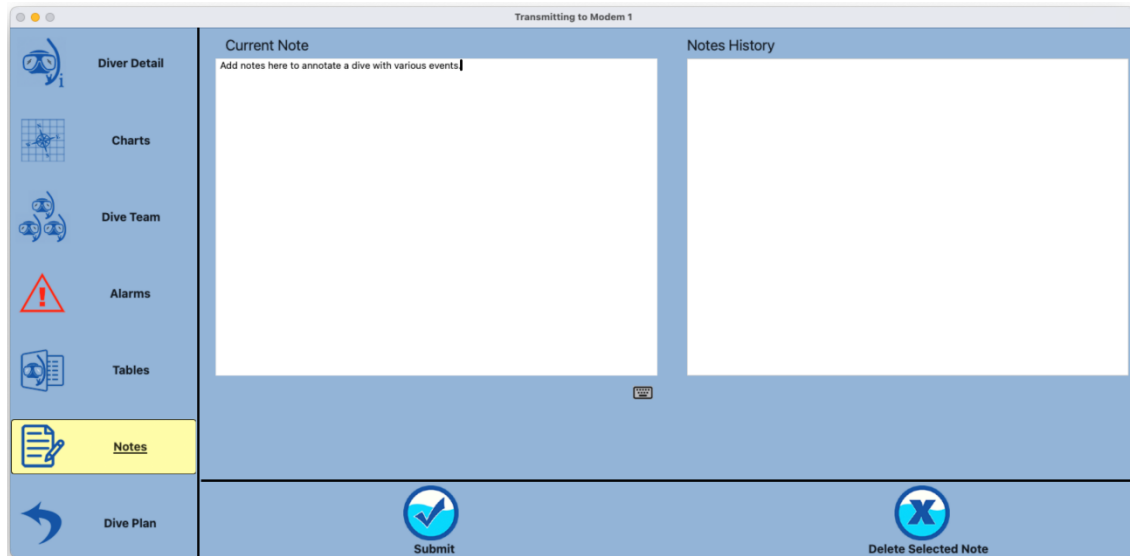 Transmitting to Modem 1
Diver Detail
Charts
Dive Team
Alarms
Tables
Notes
Dive Plan
Current Note
Add notes here to annotate a dive with various events.
Notes History
Submit
Delete Selected Note